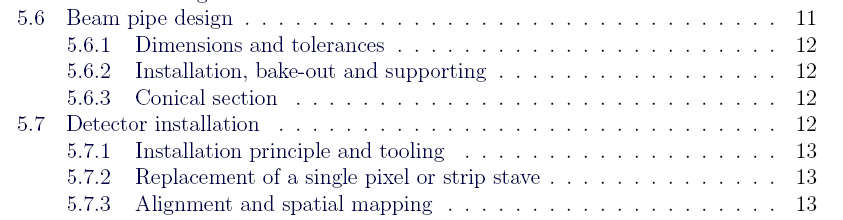 5.6 Beam pipe design . . . . . . . . . . . . . . . . . . . . . . . . . . . . . . . . 11
5.6.1 Dimensions and tolerances . . . . . . . . . . . . . . . . . . . . . . . 12
5.6.2 Installation, bake-out and supporting . . . . . . . . . . . . . . . . . 12
5.6.3 Conical section . . . . . . . . . . . . . . . . . . . . . . . . . . . . . 12
5.7 Detector installation . . . . . . . . . . . . . . . . . . . . . . . . . . . . . . 12
5.7.1 Installation principle and tooling . . . . . . . . . . . . . . . . . . . 13
5.7.2 Replacement of a single pixel or strip stave . . . . . . . . . . . . . . 13
5.7.3 Alignment and spatial mapping . . . . . . . . . . . . . . . . . . . . 13